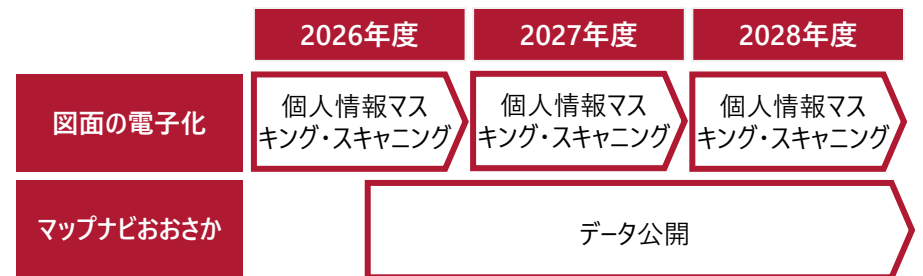 2026年度 2027年度 2028年度
図面の電子化
個人情報マス
キング・スキャニング
個人情報マス
キング・スキャニング
個人情報マス
キング・スキャニング
マップナビおおさか
データ公開